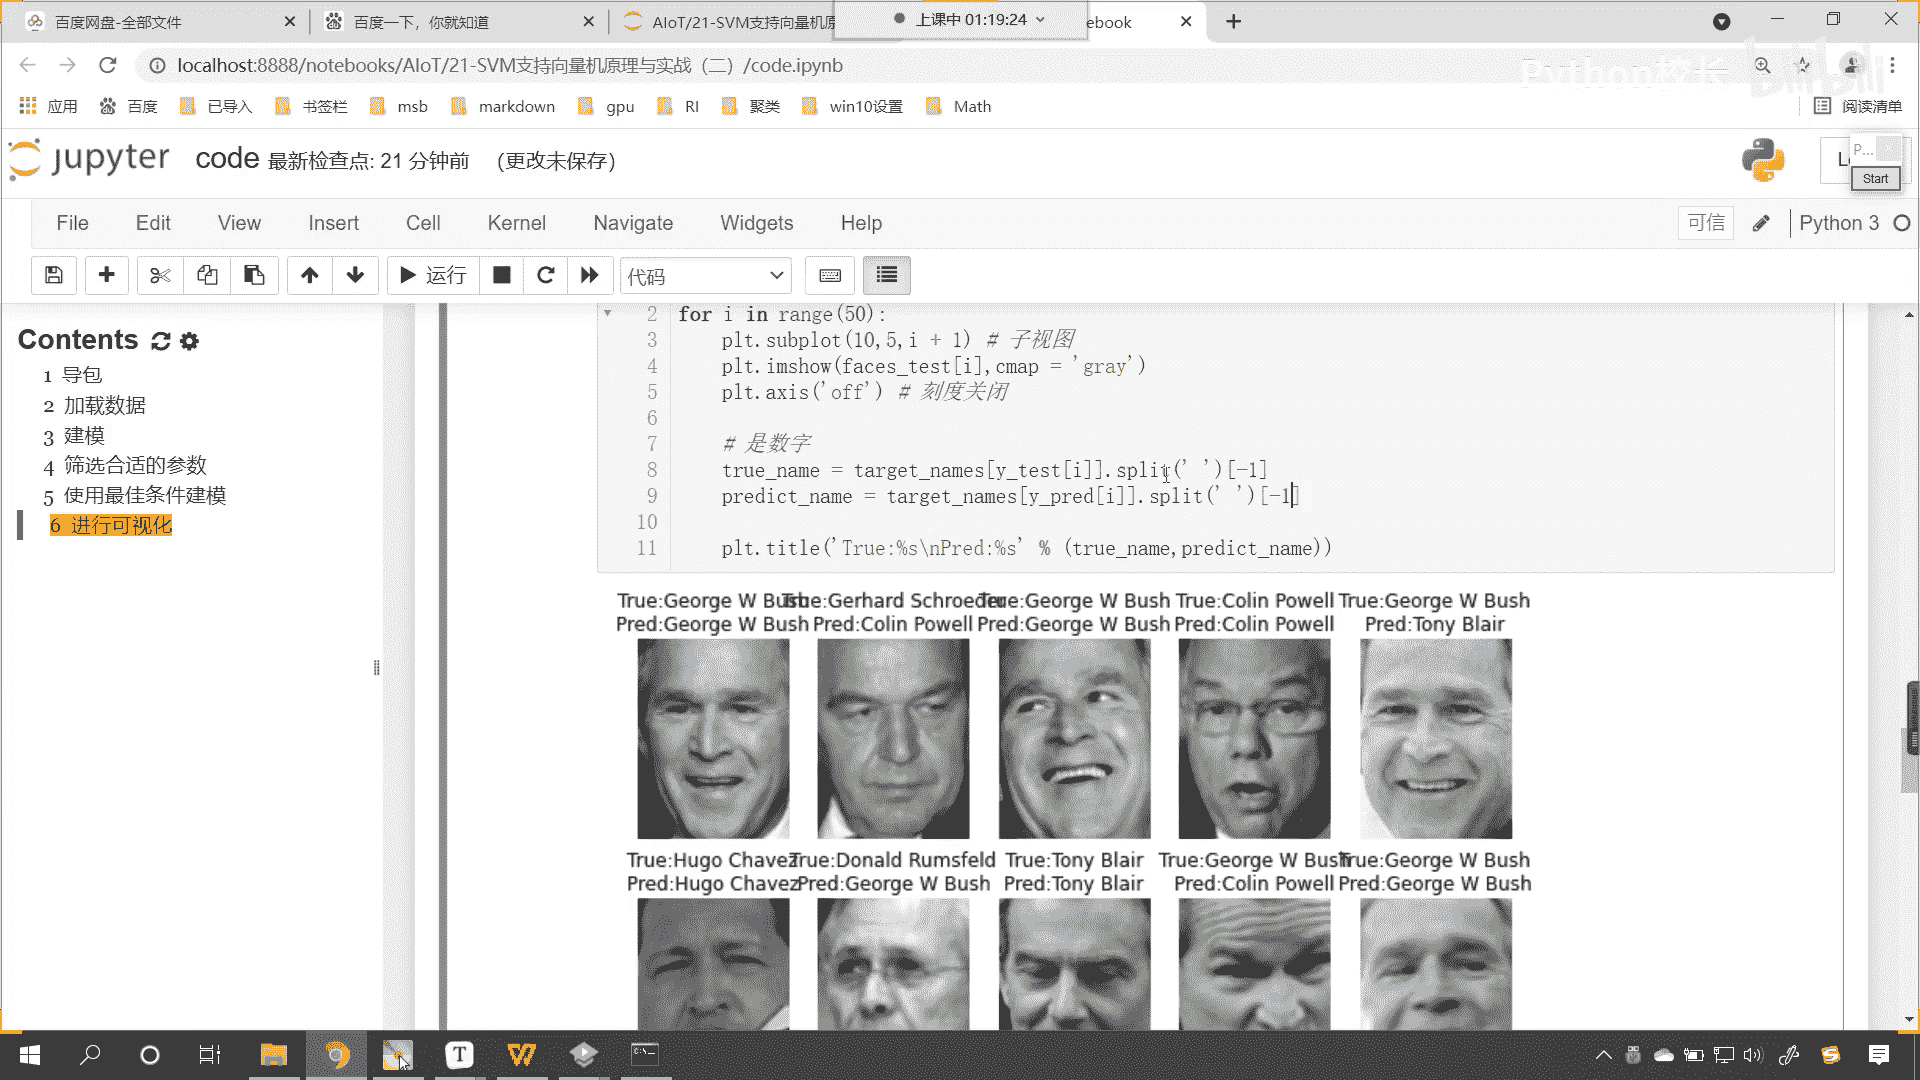 百度网盘-全部文件
百度一下，你就知道
AIoT/21-SVM支持向量机原
上课中 01:19:24
ebook
localhost:8888/notebooks/AIoT/21-SVM支持向量机原理与实战（二）/code.ipynb
Python校长
bilibili
应用
百度
已导入
书签栏
msb
markdown
gpu
RI
聚类
win10设置
Math
阅读清单
jupyter
code 最新检查点: 21 分钟前 (更改未保存)
P...
Start
File Edit View Insert Cell Kernel Navigate Widgets Help
可信
Python 3
运行
代码
Contents
1 导包
2 加载数据
3 建模
4 筛选合适的参数
5 使用最佳条件建模
6 进行可视化
2 for i in range(50):
3 plt.subplot(10,5,i + 1) # 子视图
4 plt.imshow(faces_test[i],cmap = 'gray')
5 plt.axis('off') # 刻度关闭
6
7 # 是数字
8 true_name = target_names[y_test[i]].split(' ')[-1]
9 predict_name = target_names[y_pred[i]].split(' ')[-1]
10
11 plt.title('True:%s\nPred:%s' % (true_name,predict_name))
True:George W Bush True:Gerhard Schroeder True:George W Bush True:Colin Powell True:George W Bush
Pred:George W Bush Pred:Colin Powell Pred:George W Bush Pred:Colin Powell Pred:Tony Blair
True:Hugo Chavez True:Donald Rumsfeld True:Tony Blair True:George W Bush True:George W Bush
Pred:Hugo Chavez Pred:George W Bush Pred:Tony Blair Pred:Colin Powell Pred:George W Bush